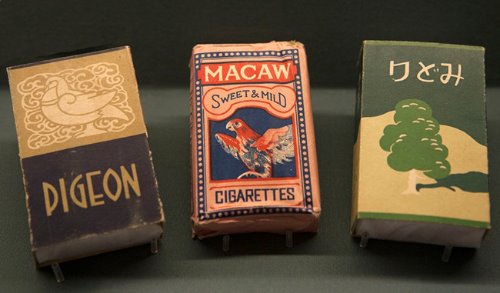 PIGEON
MACAW
SWEET & MILD
CIGARETTES
みどり